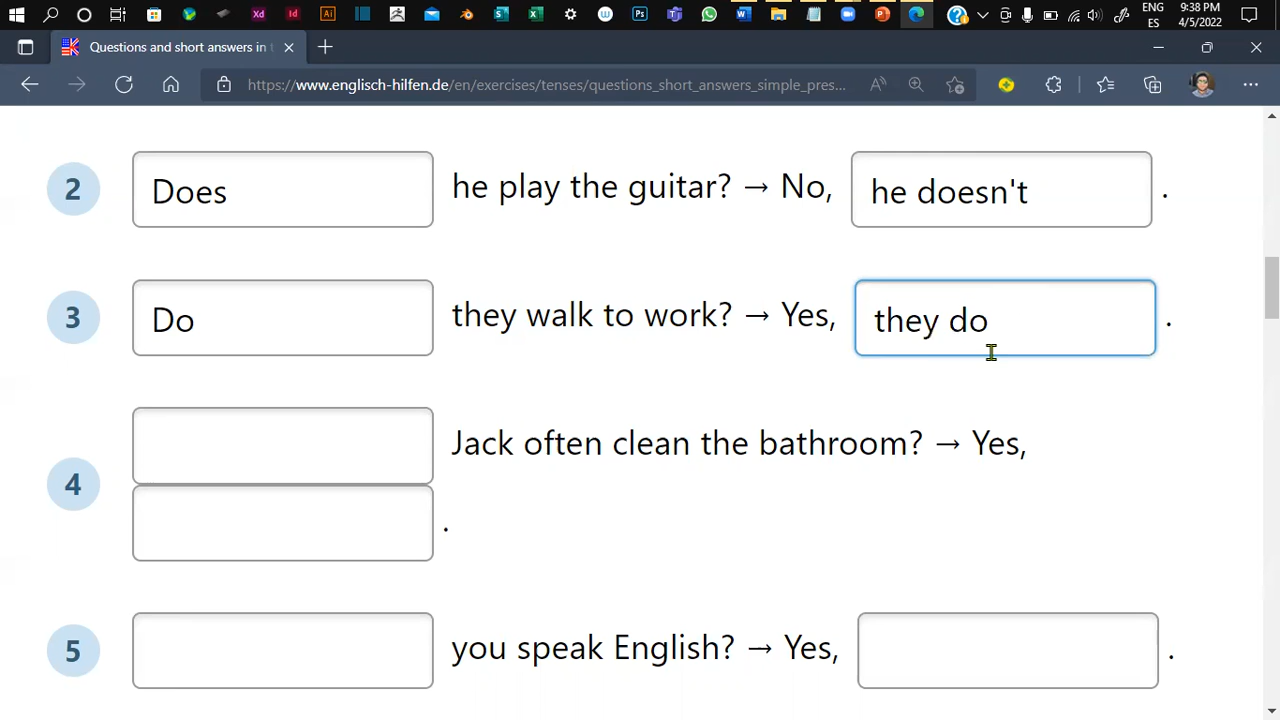 ENG 3:38 PM
ES 4/5/2022
Questions and short answers in t
https://www.englisch-hilfen.de/en/exercises/tenses/questions_short_answers_simple_pres...
2 Does he play the guitar? → No, he doesn't .
3 Do they walk to work? → Yes, they do .
4 Jack often clean the bathroom? → Yes,
.
5 you speak English? → Yes, .